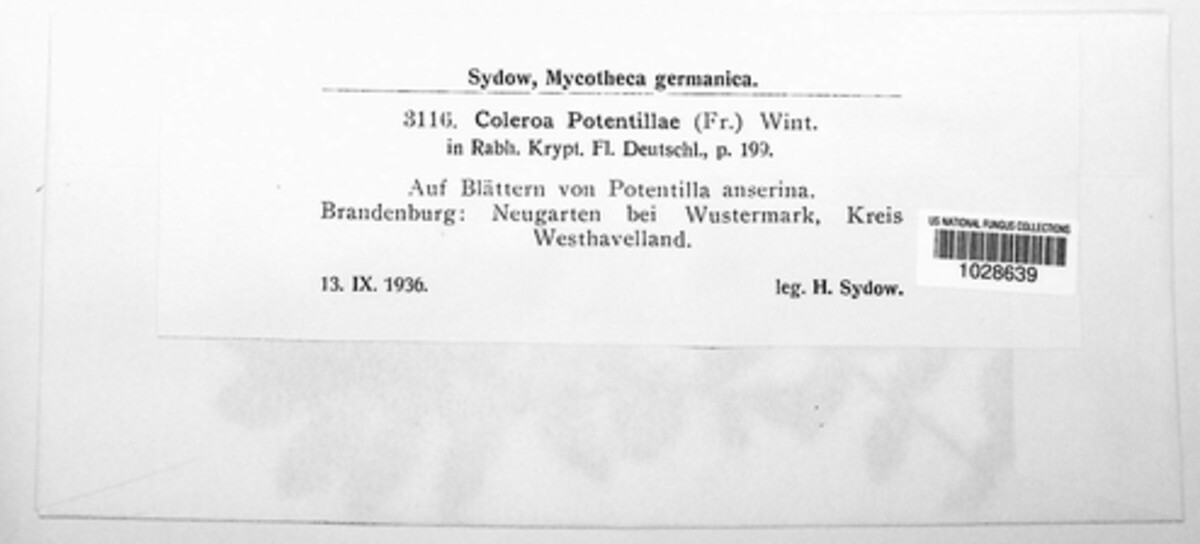 Sydow, Mycotheca germanica.
3116. Coleroa Potentillae (Fr.) Wint.
in Rabh. Krypt. Fl. Deutschl., p. 199.
Auf Blättern von Potentilla anserina.
Brandenburg: Neugarten bei Wustermark, Kreis
Westhavelland.
13. IX. 1936.
leg. H. Sydow.
US NATIONAL FUNGUS COLLECTIONS
1028639